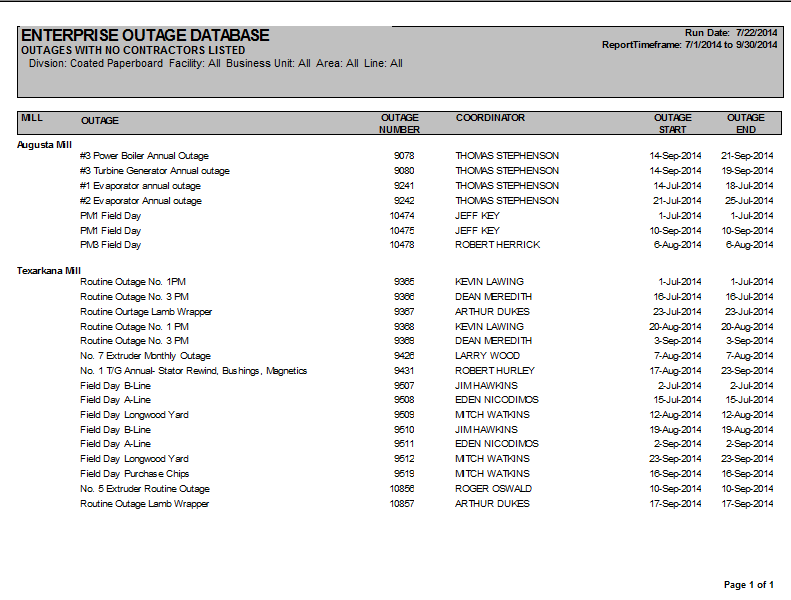 ENTERPRISE OUTAGE DATABASE
Run Date: 7/22/2014
OUTAGES WITH NO CONTRACTORS LISTED
ReportTimeframe: 7/1/2014 to 9/30/2014
Divsion: Coated Paperboard Facility: All Business Unit: All Area: All Line: All
MILL OUTAGE OUTAGE NUMBER COORDINATOR OUTAGE START OUTAGE END
Augusta Mill
#3 Power Boiler Annual Outage 9078 THOMAS STEPHENSON 14-Sep-2014 21-Sep-2014
#3 Turbine Generator Annual outage 9080 THOMAS STEPHENSON 14-Sep-2014 19-Sep-2014
#1 Evaporator annual outage 9241 THOMAS STEPHENSON 14-Jul-2014 18-Jul-2014
#2 Evaporator Annual outage 9242 THOMAS STEPHENSON 21-Jul-2014 25-Jul-2014
PM1 Field Day 10474 JEFF KEY 1-Jul-2014 1-Jul-2014
PM1 Field Day 10475 JEFF KEY 10-Sep-2014 10-Sep-2014
PM3 Field Day 10478 ROBERT HERRICK 6-Aug-2014 6-Aug-2014
Texarkana Mill
Routine Outage No. 1PM 9365 KEVIN LAWING 1-Jul-2014 1-Jul-2014
Routine Outage No. 3 PM 9366 DEAN MEREDITH 16-Jul-2014 16-Jul-2014
Routine Ourtage Lamb Wrapper 9367 ARTHUR DUKES 23-Jul-2014 23-Jul-2014
Routine Outage No. 1 PM 9368 KEVIN LAWING 20-Aug-2014 20-Aug-2014
Routine Outage No. 3 PM 9369 DEAN MEREDITH 3-Sep-2014 3-Sep-2014
No. 7 Extruder Monthly Outage 9426 LARRY WOOD 7-Aug-2014 7-Aug-2014
No. 1 T/G Annual- Stator Rewind, Bushings, Magnetics 9431 ROBERT HURLEY 17-Aug-2014 23-Sep-2014
Field Day B-Line 9507 JIM HAWKINS 2-Jul-2014 2-Jul-2014
Field Day A-Line 9508 EDEN NICODIMOS 15-Jul-2014 15-Jul-2014
Field Day Longwood Yard 9509 MITCH WATKINS 12-Aug-2014 12-Aug-2014
Field Day B-Line 9510 JIM HAWKINS 19-Aug-2014 19-Aug-2014
Field Day A-Line 9511 EDEN NICODIMOS 2-Sep-2014 2-Sep-2014
Field Day Longwood Yard 9512 MITCH WATKINS 23-Sep-2014 23-Sep-2014
Field Day Purchase Chips 9519 MITCH WATKINS 16-Sep-2014 16-Sep-2014
No. 5 Extruder Routine Outage 10856 ROGER OSWALD 10-Sep-2014 10-Sep-2014
Routine Outage Lamb Wrapper 10857 ARTHUR DUKES 17-Sep-2014 17-Sep-2014
Page 1 of 1